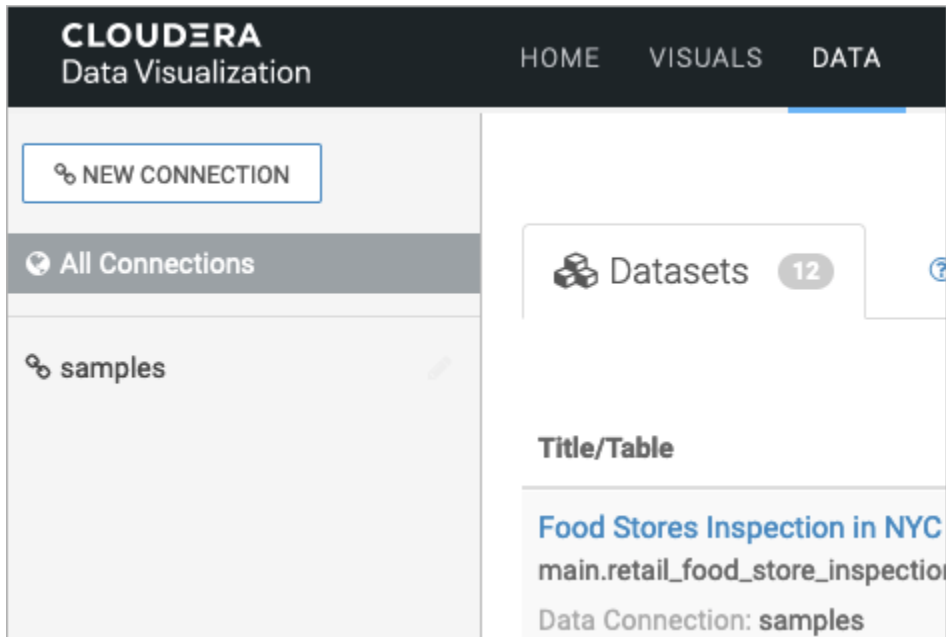 CLOUDERA
Data Visualization
HOME VISUALS DATA
NEW CONNECTION
All Connections
samples
Datasets 12
Title/Table
Food Stores Inspection in NYC
main.retail_food_store_inspection
Data Connection: samples